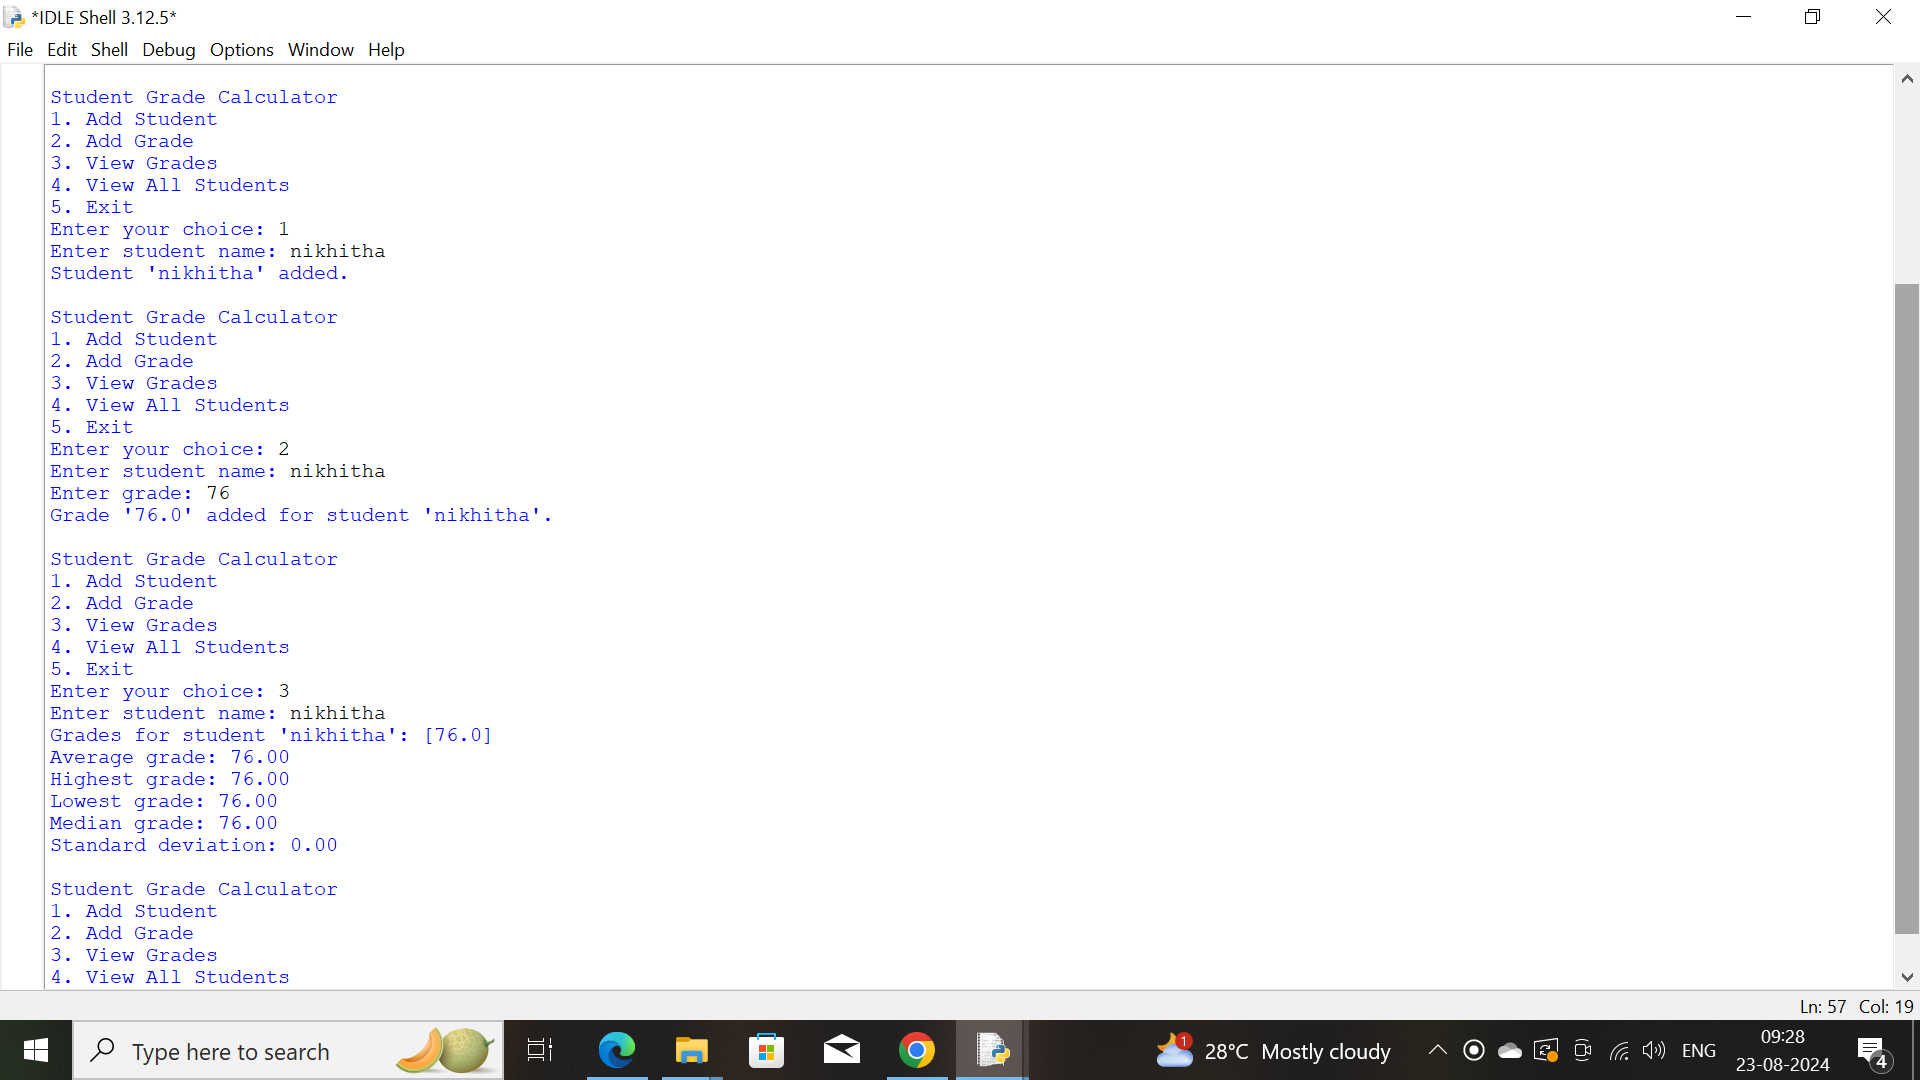 *IDLE Shell 3.12.5*
File Edit Shell Debug Options Window Help
Student Grade Calculator
1. Add Student
2. Add Grade
3. View Grades
4. View All Students
5. Exit
Enter your choice: 1
Enter student name: nikhitha
Student 'nikhitha' added.
Student Grade Calculator
1. Add Student
2. Add Grade
3. View Grades
4. View All Students
5. Exit
Enter your choice: 2
Enter student name: nikhitha
Enter grade: 76
Grade '76.0' added for student 'nikhitha'.
Student Grade Calculator
1. Add Student
2. Add Grade
3. View Grades
4. View All Students
5. Exit
Enter your choice: 3
Enter student name: nikhitha
Grades for student 'nikhitha': [76.0]
Average grade: 76.00
Highest grade: 76.00
Lowest grade: 76.00
Median grade: 76.00
Standard deviation: 0.00
Student Grade Calculator
1. Add Student
2. Add Grade
3. View Grades
4. View All Students
Ln: 57 Col: 19
Type here to search
1
28°C Mostly cloudy
ENG
09:28
23-08-2024
4